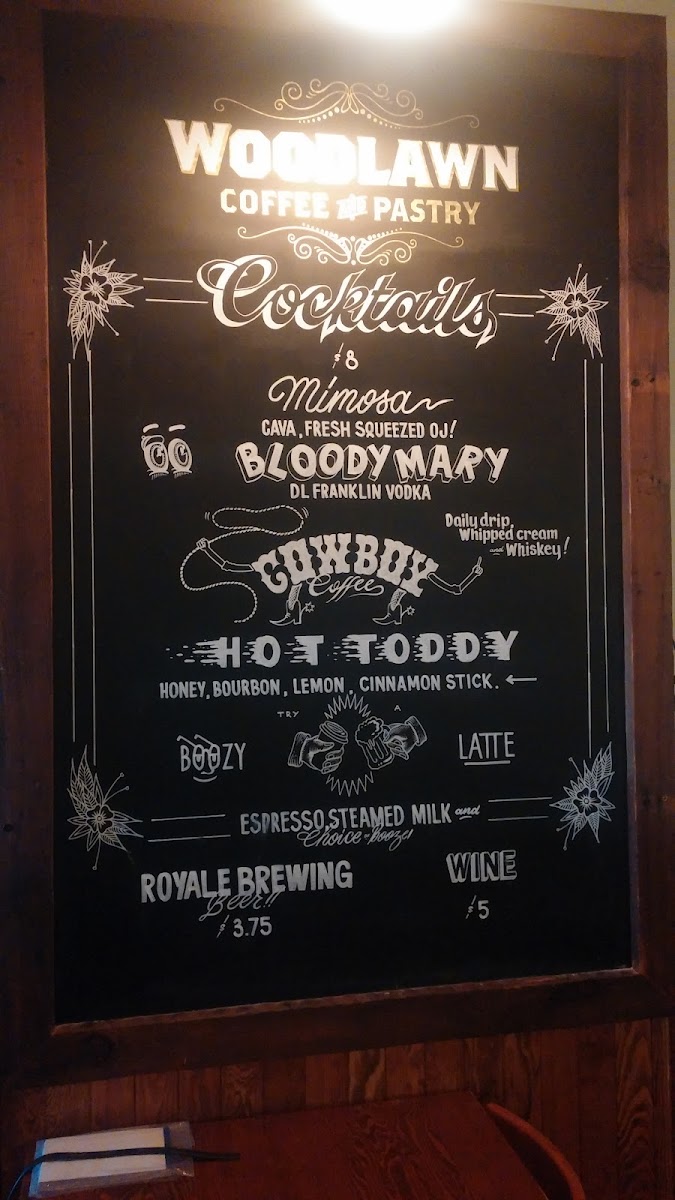 WOODLAWN
COFFEE AND PASTRY
Cocktails
$8
Mimosa
CAVA, FRESH SQUEEZED OJ!
BLOODY MARY
DL FRANKLIN VODKA
COWBOY
Coffee
Daily drip,
Whipped cream
and Whiskey!
HOT TODDY
HONEY, BOURBON, LEMON, CINNAMON STICK.
TRY A
BOOZY LATTE
ESPRESSO, STEAMED MILK and
Choice of booze!
ROYALE BREWING
Beer!!
$3.75
WINE
$5